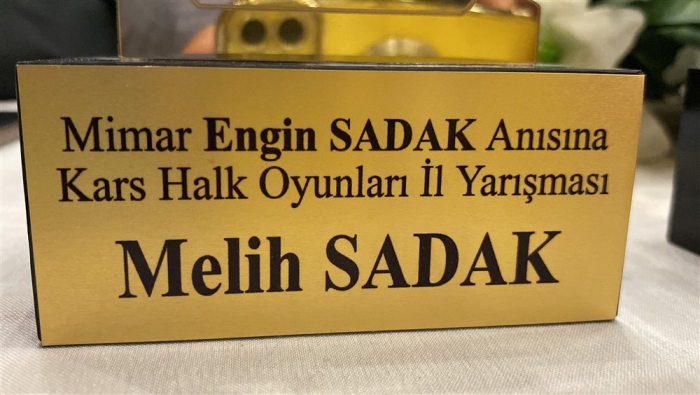 Mimar Engin SADAK Anısına
Kars Halk Oyunları İl Yarışması
Melih SADAK